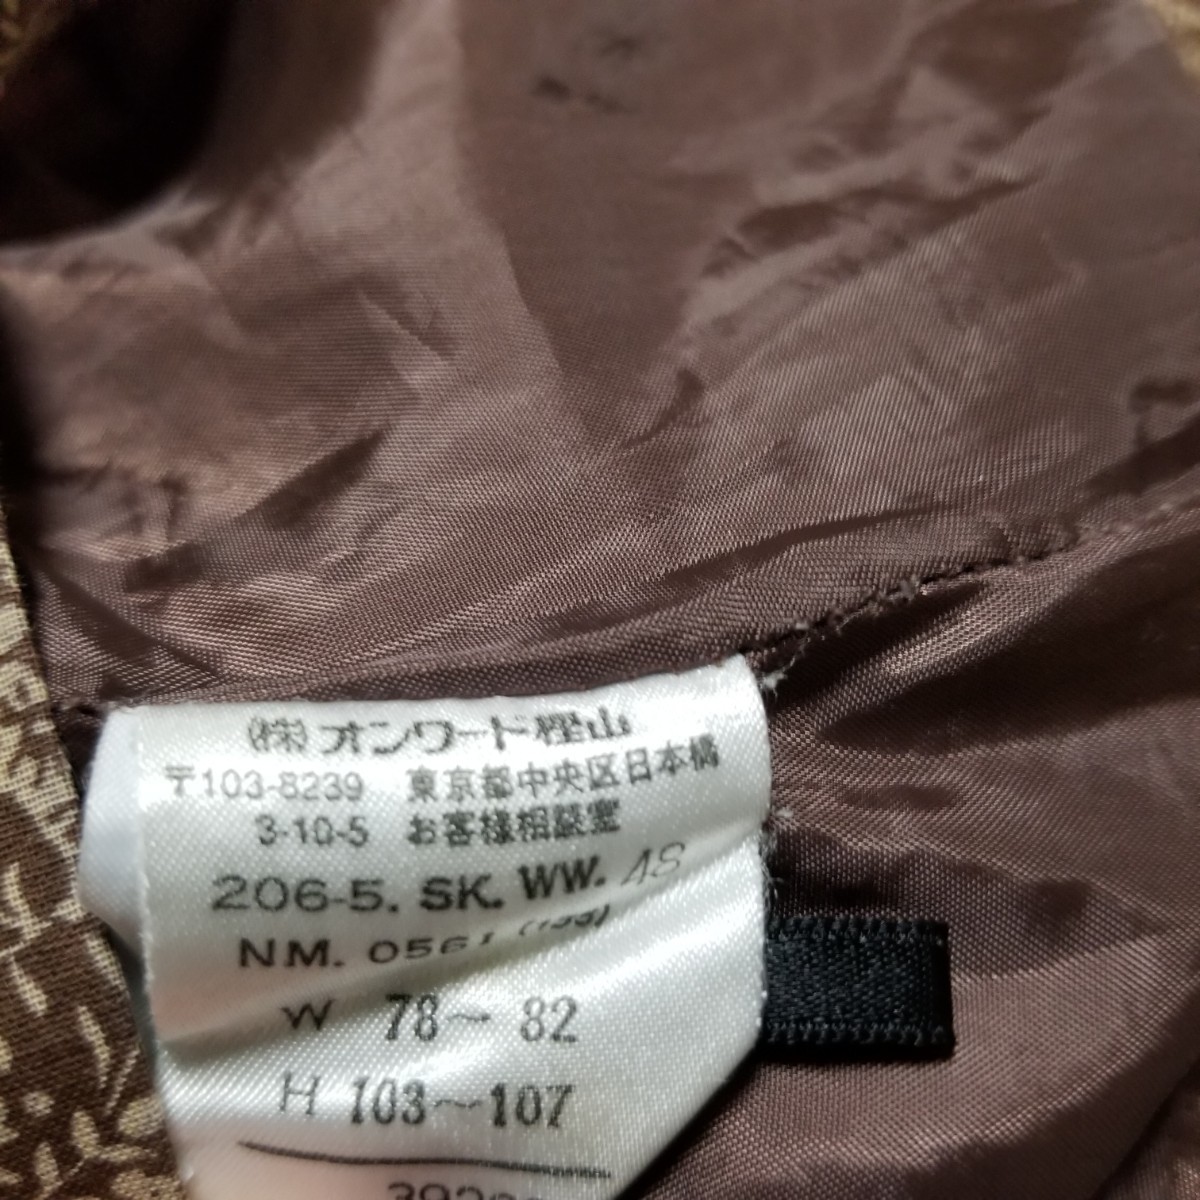 (株)オンワード樫山
〒103-8239 東京都中央区日本橋
3-10-5 お客様相談室
206-5. SK. WW. 48
NM. 0561
W 78~82
H 103~107